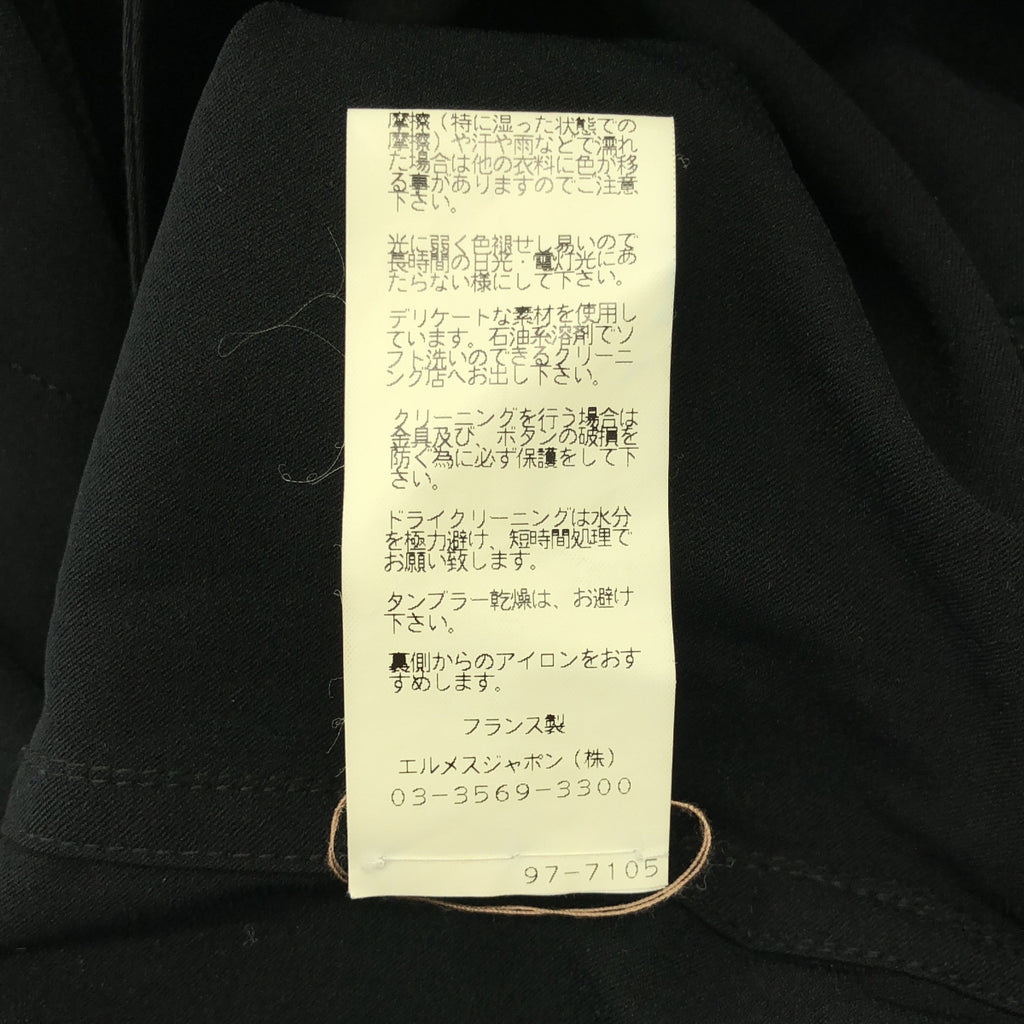 摩擦（特に湿った状態での
摩擦）や汗や雨などで濡れ
た場合は他の衣料に色が移
る事がありますのでご注意
下さい。
光に弱く色褪せし易いので
長時間の日光・電灯光にあ
たらない様にして下さい。
デリケートな素材を使用し
ています。石油系溶剤でソ
フト洗いのできるクリーニ
ング店へお出し下さい。
クリーニングを行う場合は
金具及び、ボタンの破損を
防ぐ為に必ず保護をして下
さい。
ドライクリーニングは水分
を極力避け、短時間処理で
お願い致します。
タンブラー乾燥は、お避け
下さい。
裏側からのアイロンをおす
すめします。
フランス製
エルメスジャポン（株）
03-3569-3300
97-7105